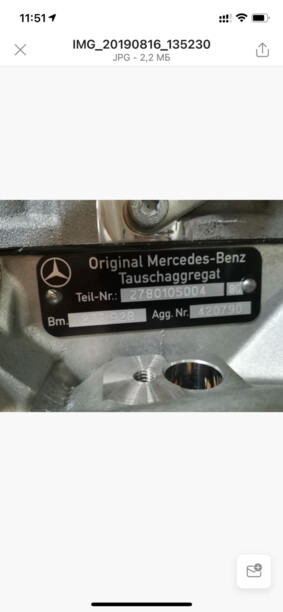 11:51
IMG_20190816_135230
JPG - 2,2 МБ
Original Mercedes-Benz
Tauschaggregat
Teil-Nr.: 2780105004
Bm.
Agg. Nr. 420790